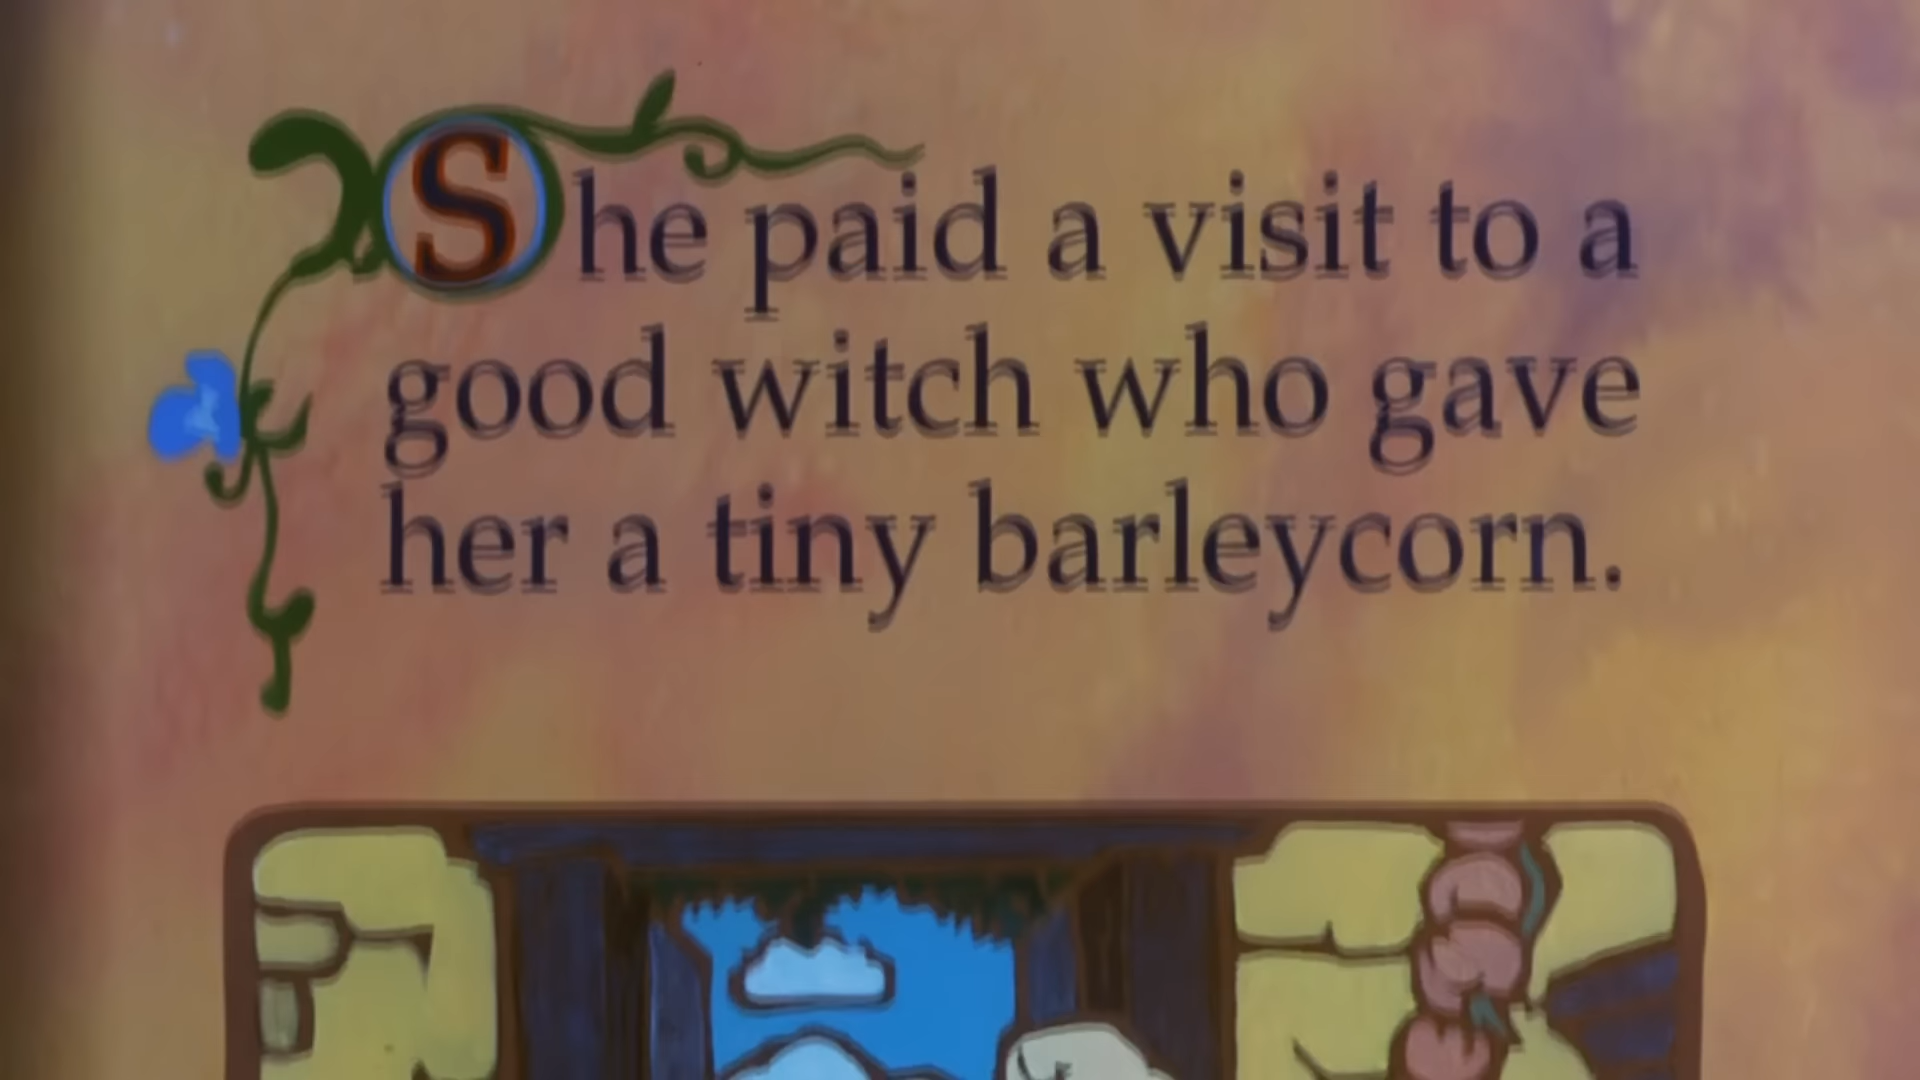 She paid a visit to a
good witch who gave
her a tiny barleycorn.